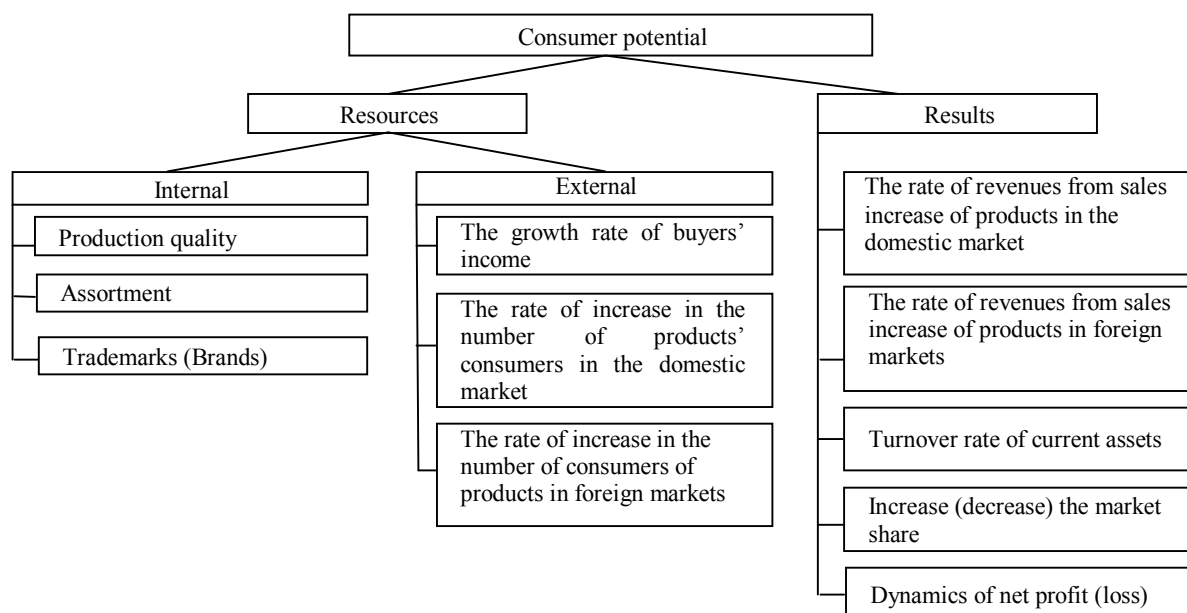 Consumer potential
Resources
Results
Internal
Production quality
Assortment
Trademarks (Brands)
External
The growth rate of buyers’
income
The rate of increase in the
number of products’
consumers in the domestic
market
The rate of increase in the
number of consumers of
products in foreign markets
The rate of revenues from sales
increase of products in the
domestic market
The rate of revenues from sales
increase of products in foreign
markets
Turnover rate of current assets
Increase (decrease) the market
share
Dynamics of net profit (loss)